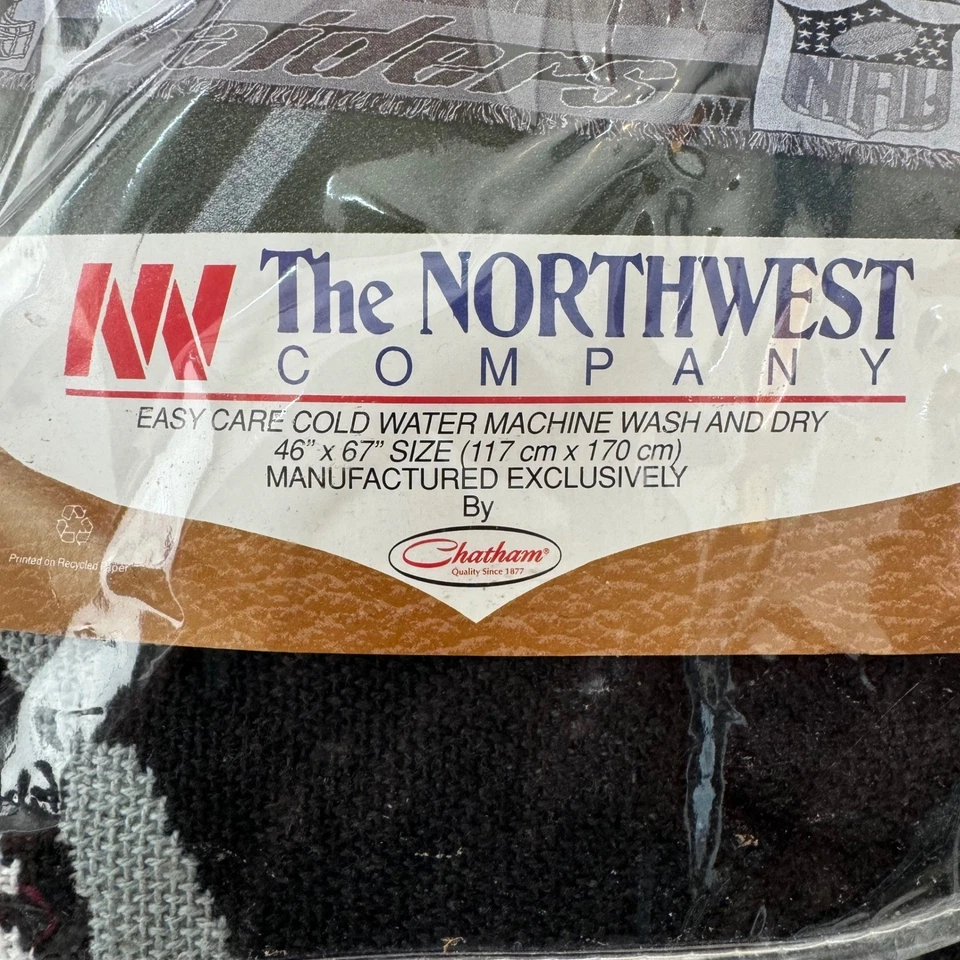 Raiders
NFL
The NORTHWEST
COMPANY
EASY CARE COLD WATER MACHINE WASH AND DRY
46” x 67” SIZE (117 cm x 170 cm)
MANUFACTURED EXCLUSIVELY
By
Chatham®
Quality Since 1877
Printed on Recycled Paper